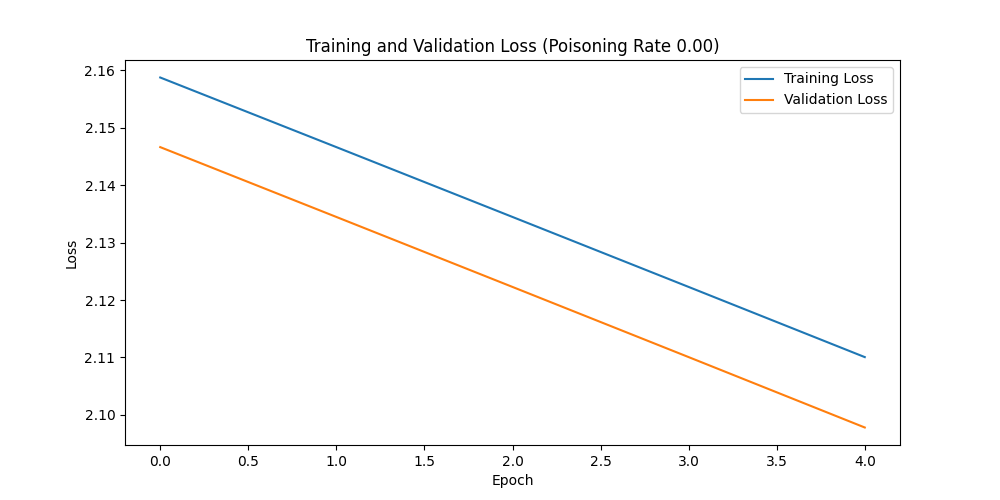 Training and Validation Loss (Poisoning Rate 0.00)
Training Loss
Validation Loss
Loss
2.16
2.15
2.14
2.13
2.12
2.11
2.10
0.0 0.5 1.0 1.5 2.0 2.5 3.0 3.5 4.0
Epoch